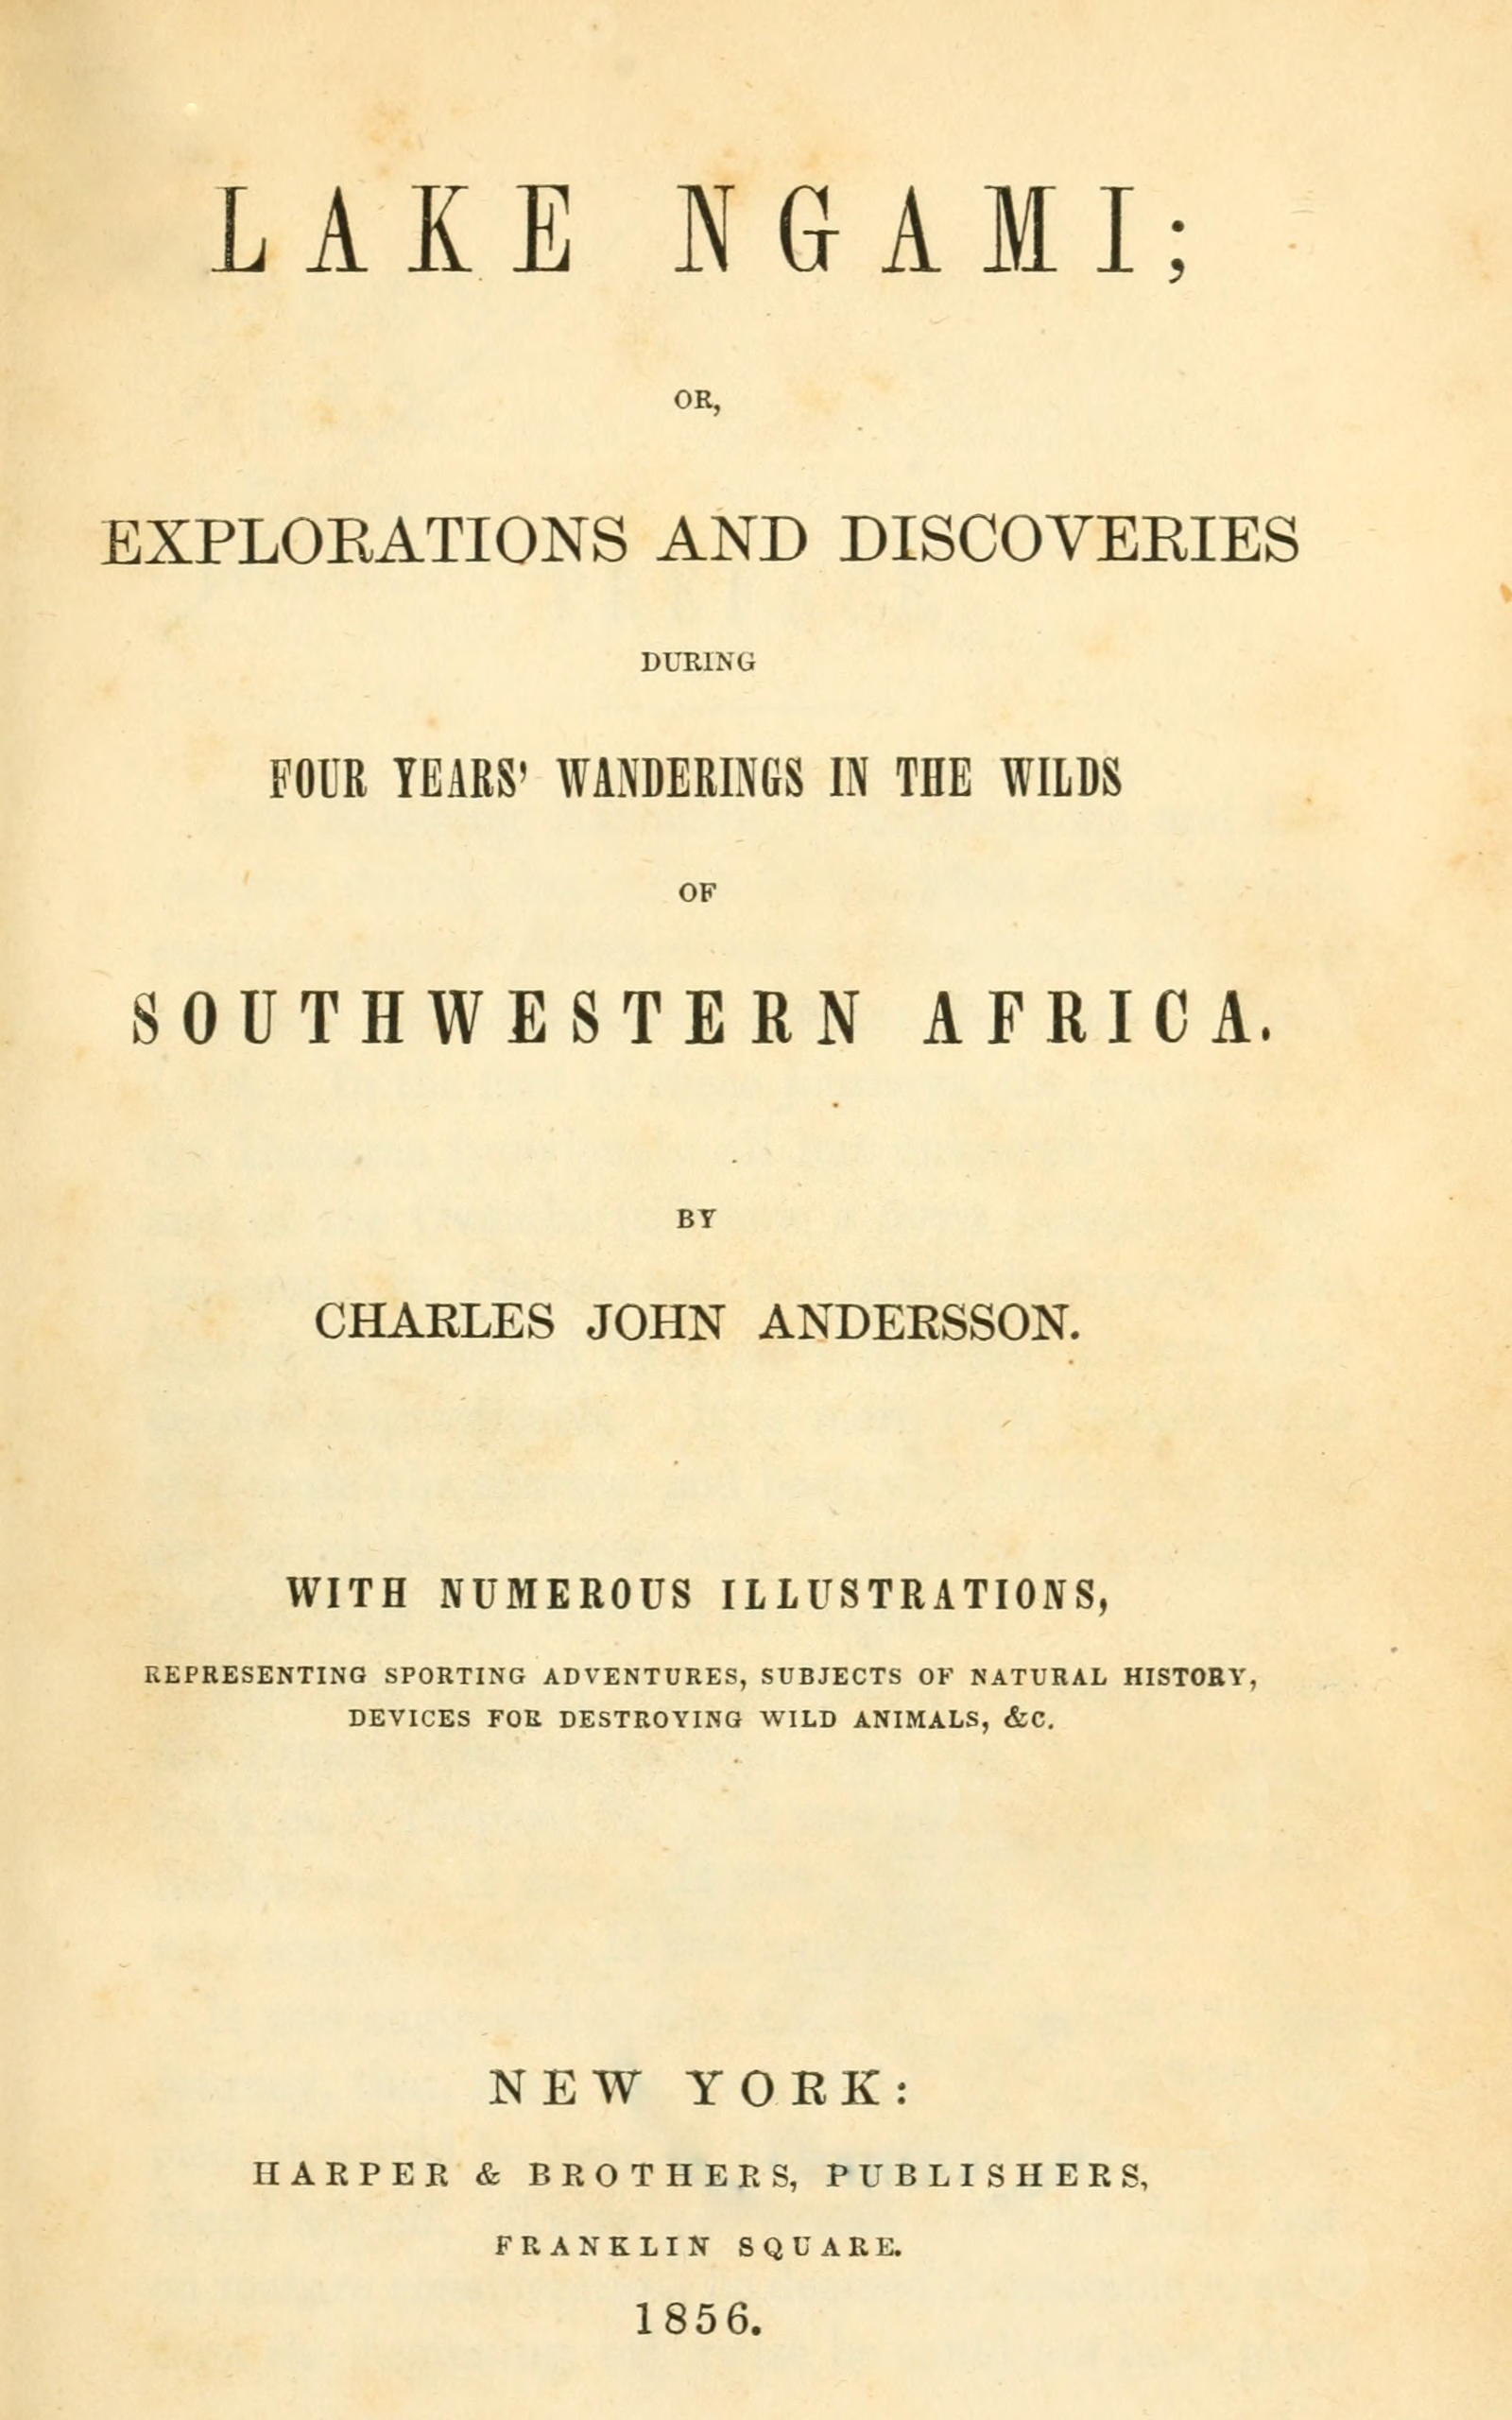 LAKE NGAMI;
OR,
EXPLORATIONS AND DISCOVERIES
DURING
FOUR YEARS' WANDERINGS IN THE WILDS
OF
SOUTHWESTERN AFRICA.
BY
CHARLES JOHN ANDERSSON.
WITH NUMEROUS ILLUSTRATIONS,
REPRESENTING SPORTING ADVENTURES, SUBJECTS OF NATURAL HISTORY,
DEVICES FOR DESTROYING WILD ANIMALS, &C.
NEW YORK:
HARPER & BROTHERS, PUBLISHERS,
FRANKLIN SQUARE.
1856.